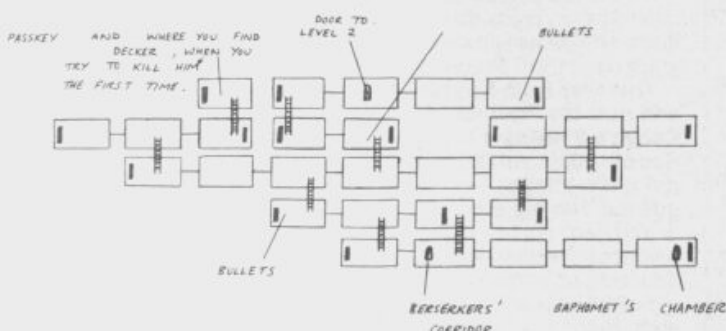 PASSKEY AND WHERE YOU FIND
DECKER, WHEN YOU
TRY TO KILL HIM
THE FIRST TIME.
DOOR TO
LEVEL 2
BULLETS
BULLETS
BERSERKERS'
CORRIDOR
BAPHOMET'S CHAMBER